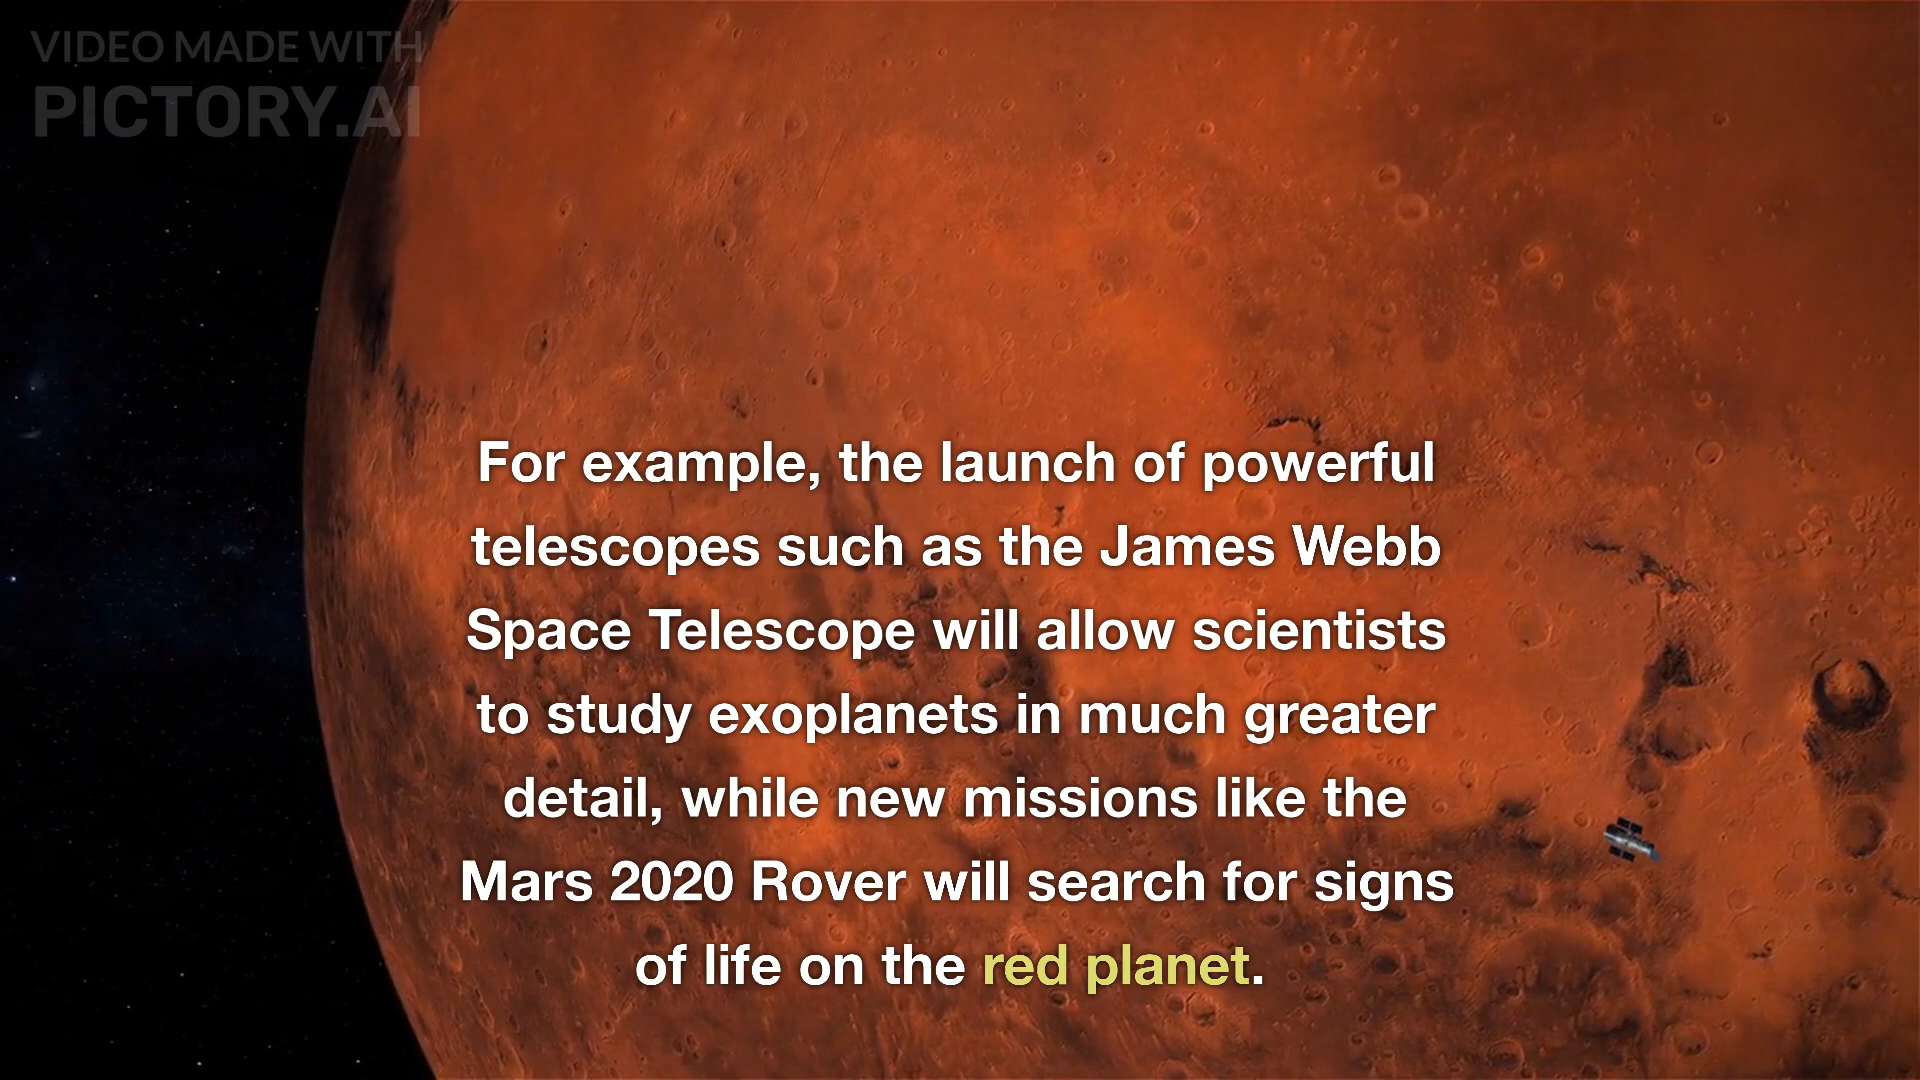 VIDEO MADE WITH
PICTORY.AI
For example, the launch of powerful
telescopes such as the James Webb
Space Telescope will allow scientists
to study exoplanets in much greater
detail, while new missions like the
Mars 2020 Rover will search for signs
of life on the red planet.